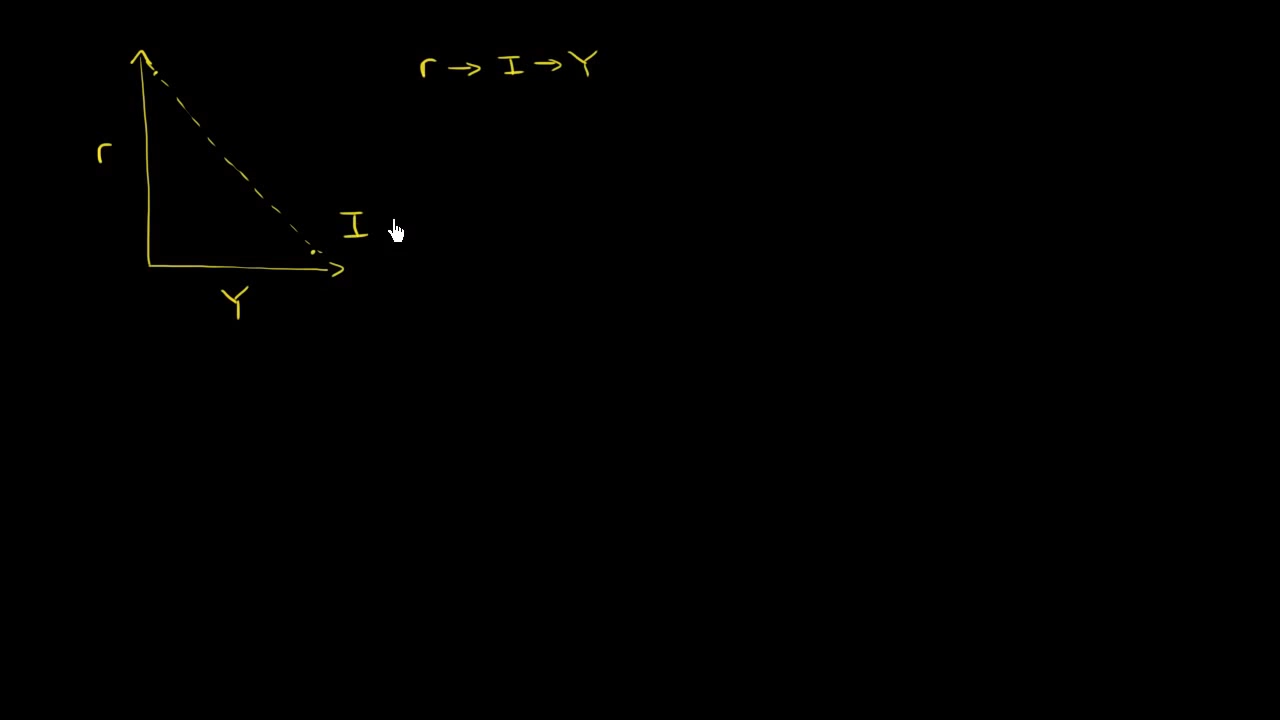 r → I → Y
r
I
Y